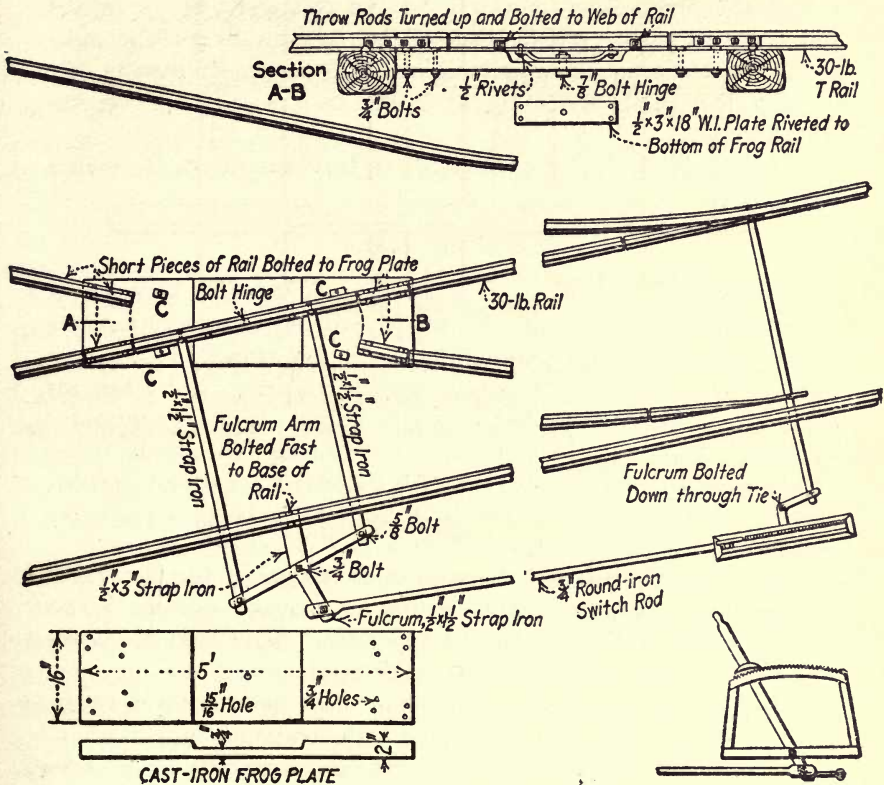 Throw Rods Turned up and Bolted to Web of Rail
Section
A-B
3/4" Bolts
1/2" Rivets
7/8" Bolt Hinge
30-lb.
T Rail
1/2" x 3" x 18" W.I. Plate Riveted to
Bottom of Frog Rail
Short Pieces of Rail Bolted to Frog Plate
Bolt Hinge
C
C
A
B
30-lb. Rail
C
C
1/2" x 1 1/2" Strap Iron
1/2" x 1 1/2" Strap Iron
Fulcrum Arm
Bolted Fast
to Base of
Rail
Fulcrum Bolted
Down through Tie
5/8" Bolt
3/4" Bolt
1/2" x 3" Strap Iron
Fulcrum, 1/2" x 1 1/2" Strap Iron
3/4" Round-iron
Switch Rod
16"
5'
15/16" Hole
3/4" Holes
3/4"
2"
CAST-IRON FROG PLATE